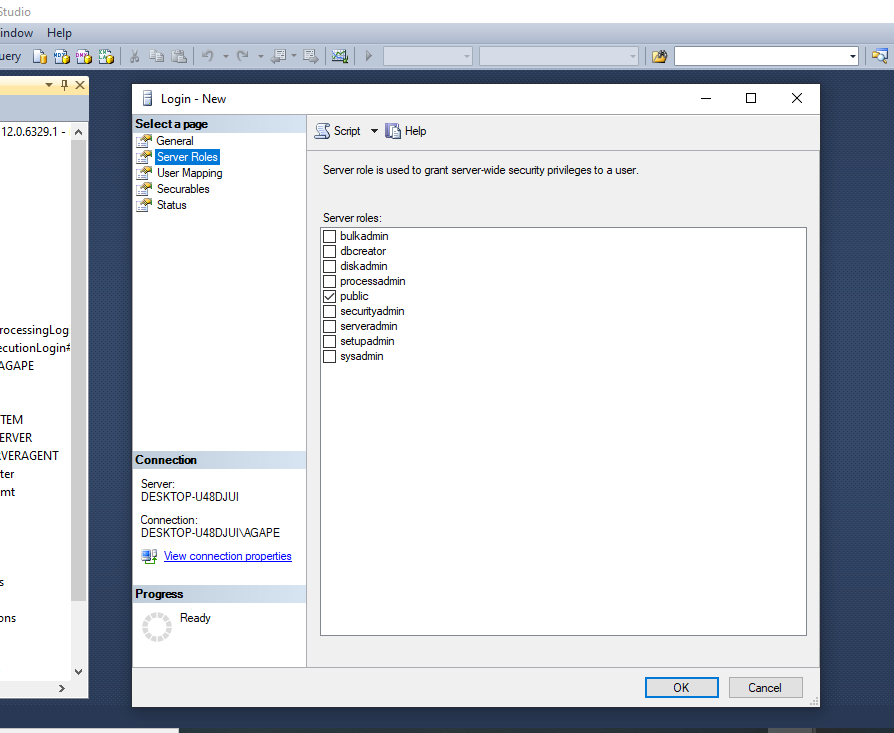 Studio
indow Help
uery
12.0.6329.1 -
rocessingLog
ecutionLogin#
AGAPE
TEM
ERVER
VERAGENT
ter
mt
s
ons
Login - New
Select a page
General
Server Roles
User Mapping
Securables
Status
Connection
Server:
DESKTOP-U48DJUI
Connection:
DESKTOP-U48DJUI\AGAPE
View connection properties
Progress
Ready
Script Help
Server role is used to grant server-wide security privileges to a user.
Server roles:
bulkadmin
dbcreator
diskadmin
processadmin
public
securityadmin
serveradmin
setupadmin
sysadmin
OK Cancel